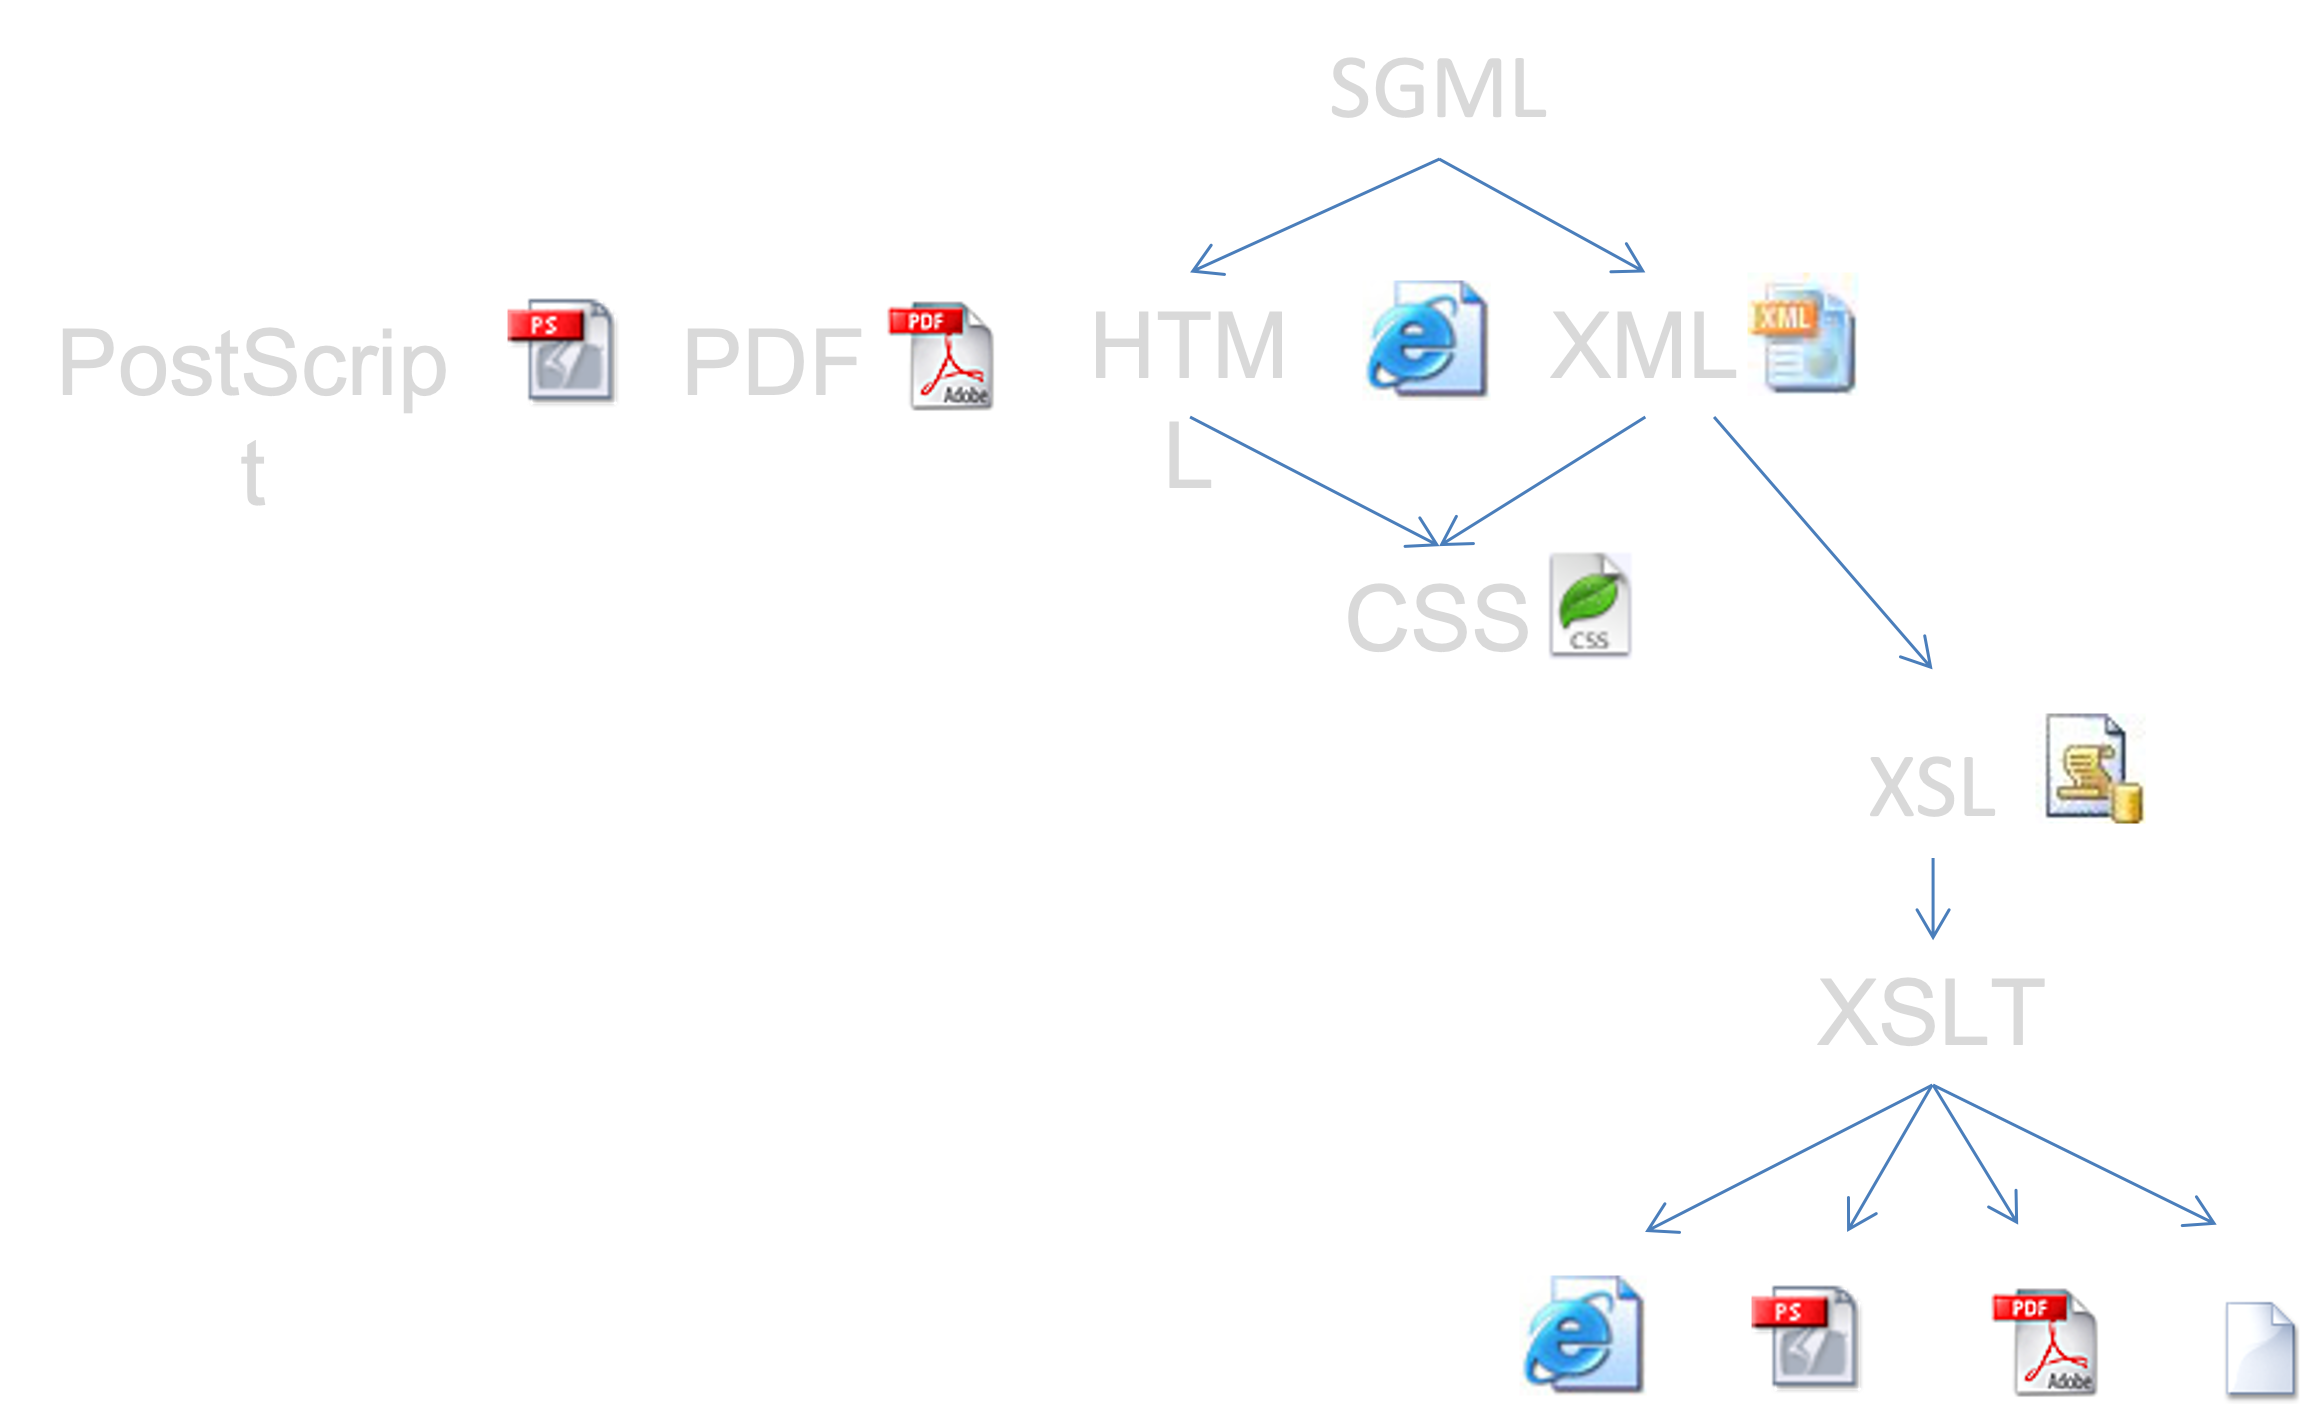 SGML
PostScrip
t
PS
PDF
PDF
Adobe
HTM
L
XML
XML
CSS
CSS
XSL
XSLT
PS
PDF
Adobe